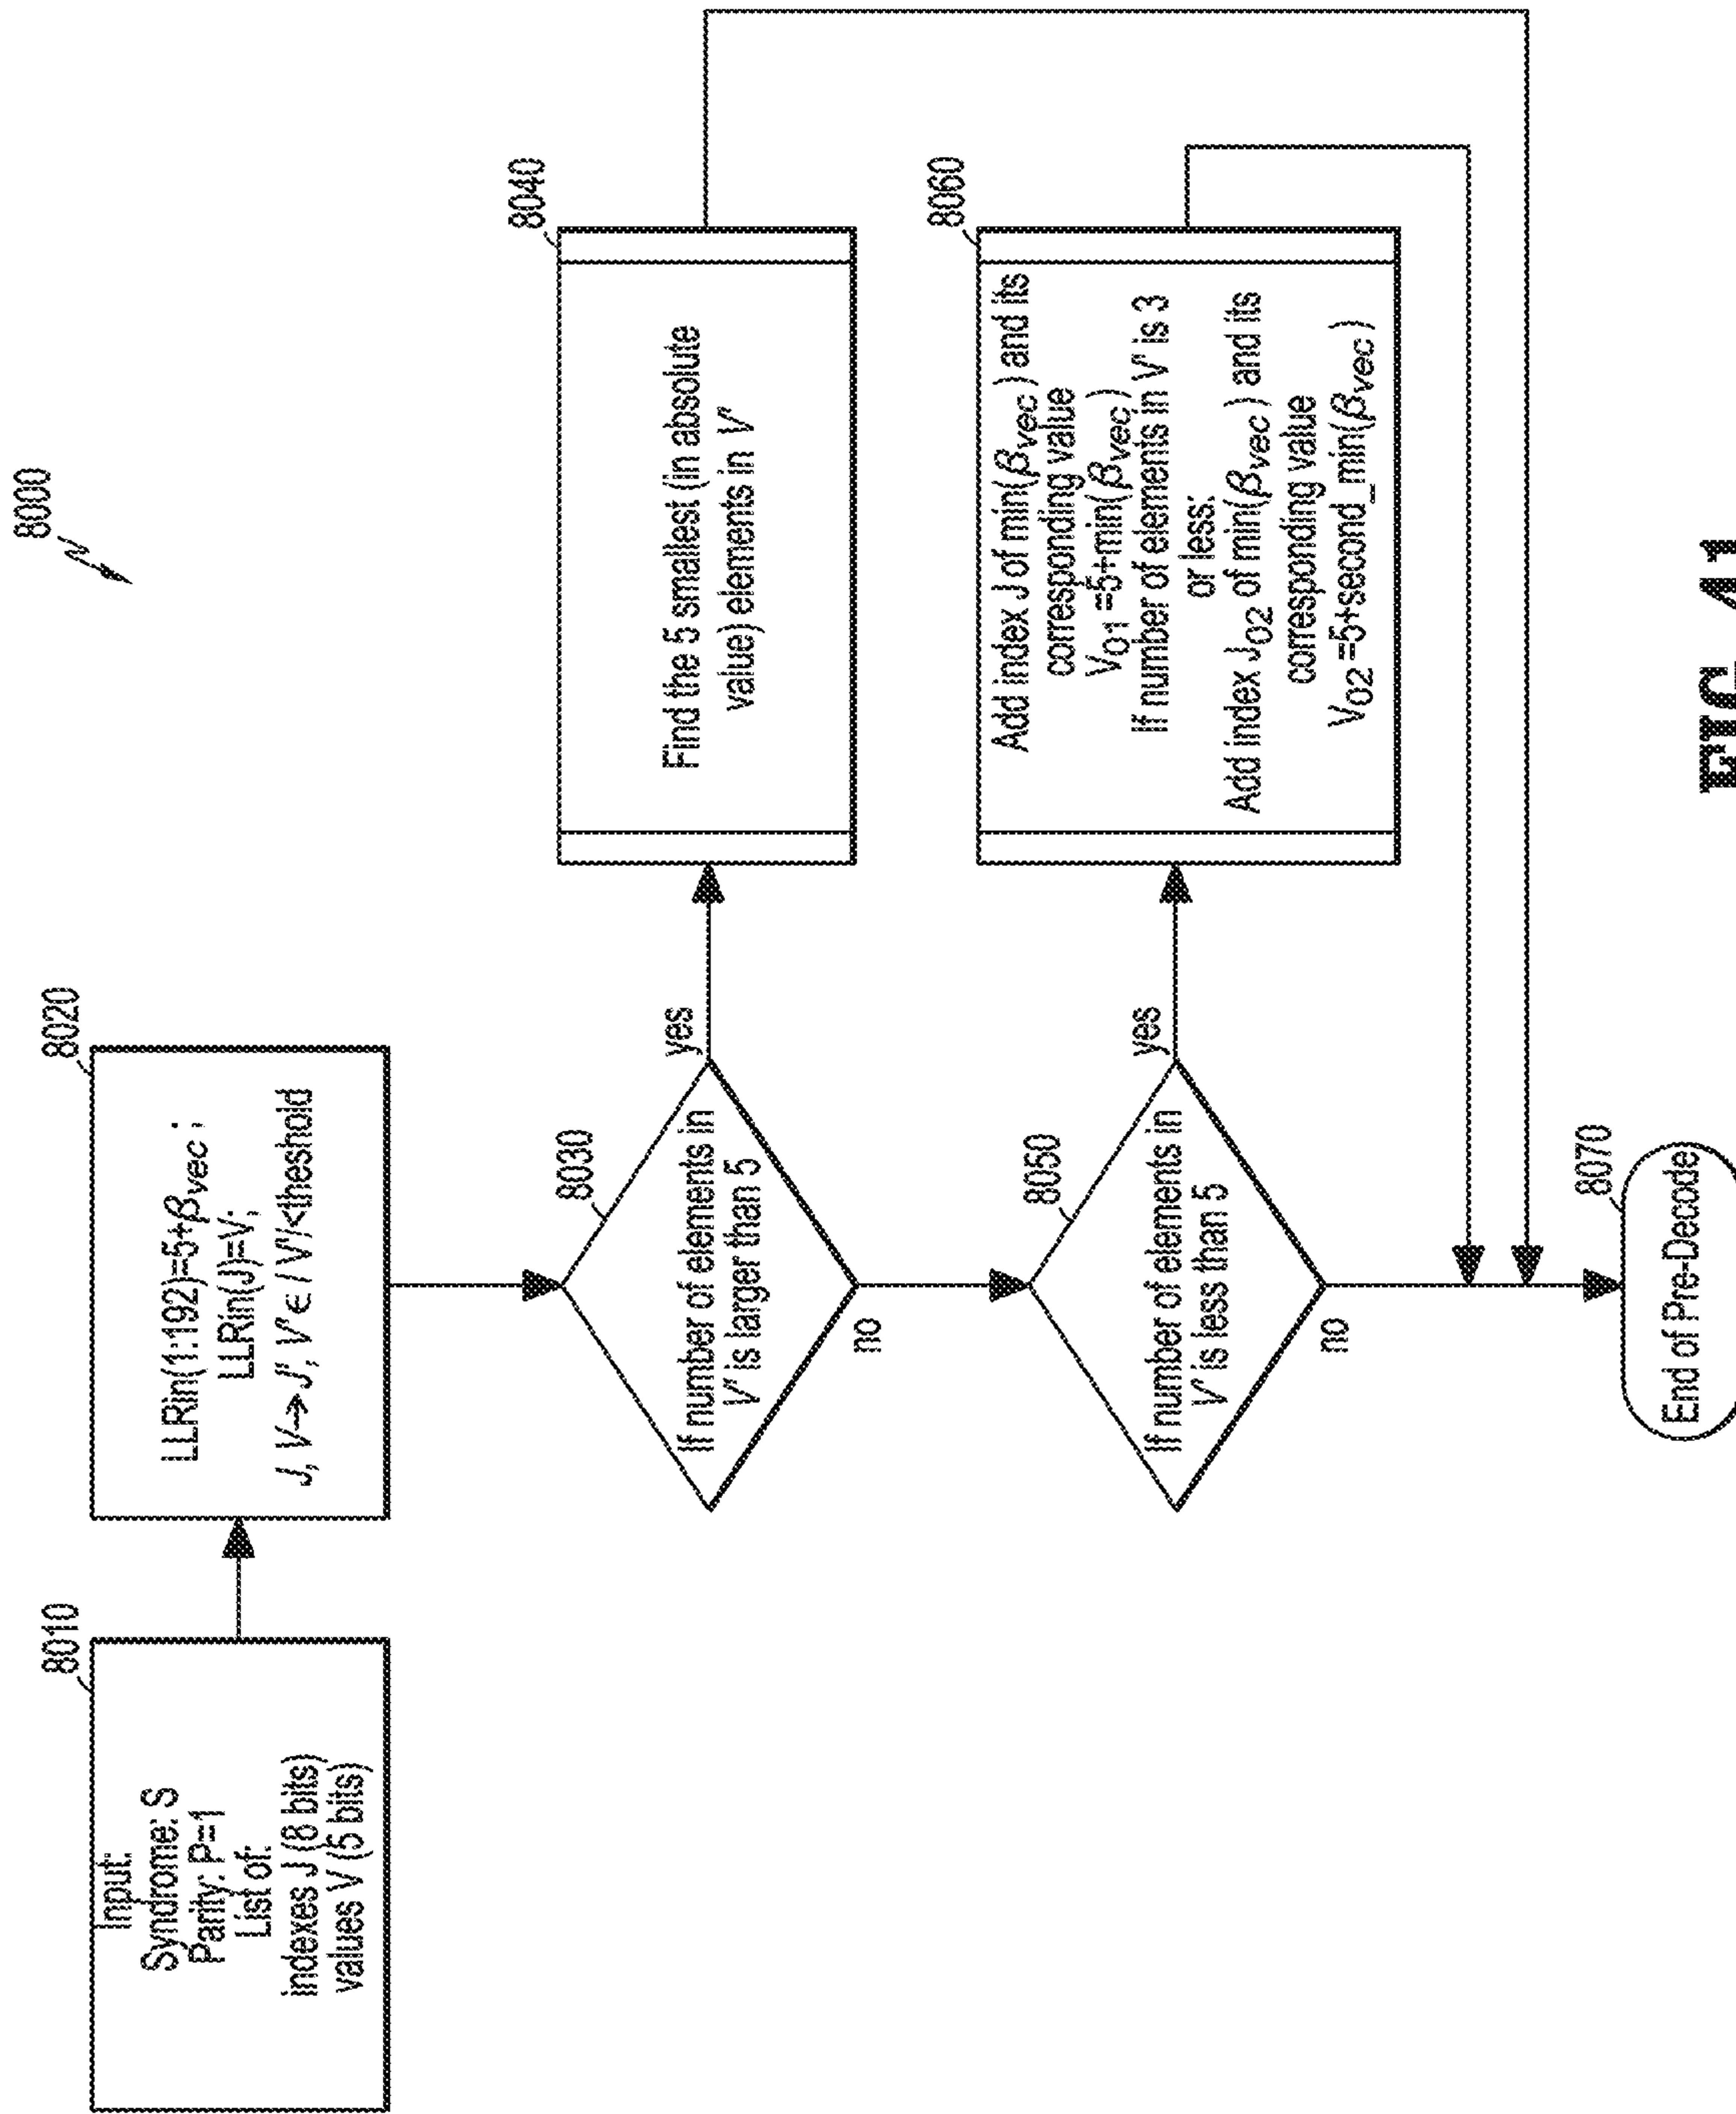 8000
8010
Input:
Syndrome: S
Parity: P=1
List of:
indexes J (8 bits)
values V (5 bits)
8020
LLRin(1:192)=5+βvec ;
LLRin(J)=V;
J, V→J', V' ∈ / V'/<theshold
8030
If number of elements in
V' is larger than 5
yes
no
8040
Find the 5 smallest (in absolute
value) elements in V'
8050
If number of elements in
V' is less than 5
yes
no
8060
Add index J of min(βvec) and its
corresponding value
V01 =5+min(βvec)
If number of elements in V' is 3
or less:
Add index J02 of min(βvec) and its
corresponding value
V02 =5+second_min(βvec)
8070
End of Pre-Decode
FIG. 41